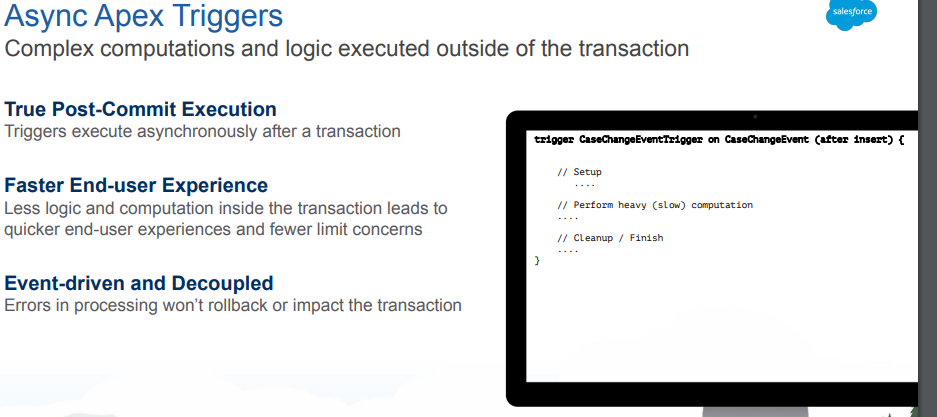 Async Apex Triggers
salesforce
Complex computations and logic executed outside of the transaction
True Post-Commit Execution
Triggers execute asynchronously after a transaction
Faster End-user Experience
Less logic and computation inside the transaction leads to
quicker end-user experiences and fewer limit concerns
Event-driven and Decoupled
Errors in processing won’t rollback or impact the transaction
trigger CaseChangeEventTrigger on CaseChangeEvent (after insert) {
// Setup
....
// Perform heavy (slow) computation
....
// Cleanup / Finish
....
}